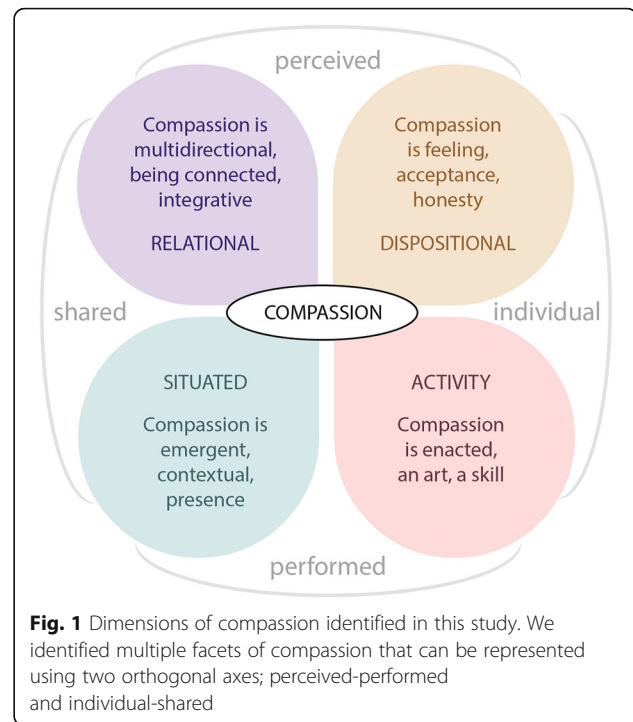 perceived
Compassion is
multidirectional,
being connected,
integrative
RELATIONAL
Compassion
is feeling,
acceptance,
honesty
DISPOSITIONAL
shared
COMPASSION
individual
SITUATED
Compassion is
emergent,
contextual,
presence
ACTIVITY
Compassion
is enacted,
an art, a skill
performed
Fig. 1 Dimensions of compassion identified in this study. We
identified multiple facets of compassion that can be represented
using two orthogonal axes; perceived-performed
and individual-shared